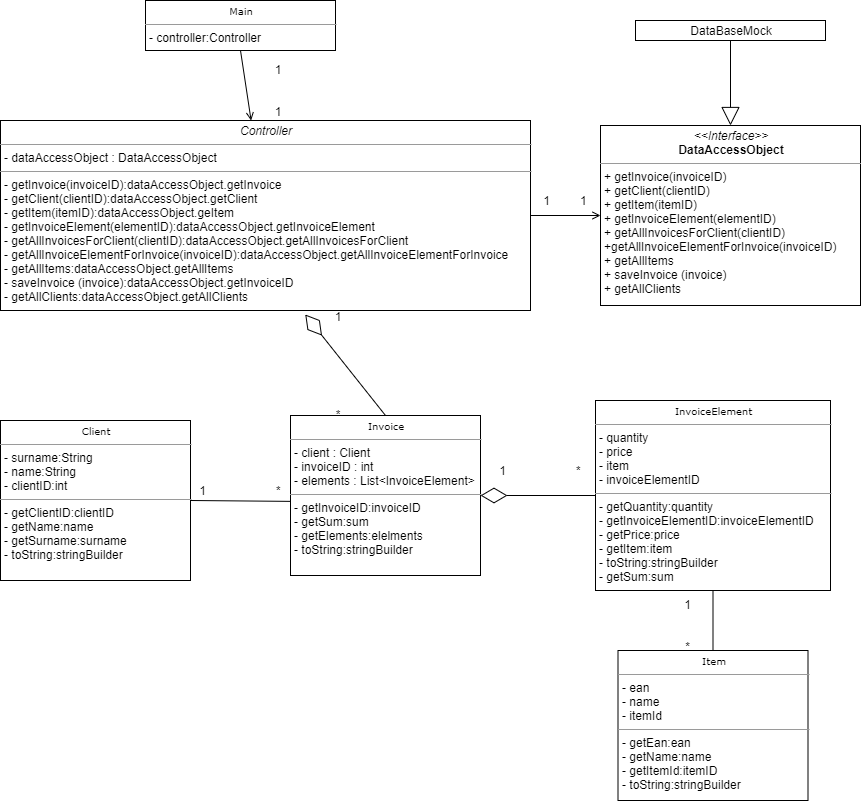 Main
- controller:Controller
1
1
DataBaseMock
Controller
- dataAccessObject : DataAccessObject
- getInvoice(invoiceID):dataAccessObject.getInvoice
- getClient(clientID):dataAccessObject.getClient
- getItem(itemID):dataAccessObject.geItem
- getInvoiceElement(elementID):dataAccessObject.getInvoiceElement
- getAllInvoicesForClient(clientID):dataAccessObject.getAllInvoicesForClient
- getAllInvoiceElementForInvoice(invoiceID):dataAccessObject.getAllInvoiceElementForInvoice
- getAllItems:dataAccessObject.getAllItems
- saveInvoice (invoice):dataAccessObject.getInvoiceID
- getAllClients:dataAccessObject.getAllClients
1
1
<<Interface>>
DataAccessObject
+ getInvoice(invoiceID)
+ getClient(clientID)
+ getItem(itemID)
+ getInvoiceElement(elementID)
+ getAllInvoicesForClient(clientID)
+getAllInvoiceElementForInvoice(invoiceID)
+ getAllItems
+ saveInvoice (invoice)
+ getAllClients
1
*
Client
- surname:String
- name:String
- clientID:int
- getClientID:clientID
- getName:name
- getSurname:surname
- toString:stringBuilder
1
*
Invoice
- client : Client
- invoiceID : int
- elements : List<InvoiceElement>
- getInvoiceID:invoiceID
- getSum:sum
- getElements:elelments
- toString:stringBuilder
1
*
InvoiceElement
- quantity
- price
- item
- invoiceElementID
- getQuantity:quantity
- getInvoiceElementID:invoiceElementID
- getPrice:price
- getItem:item
- toString:stringBuilder
- getSum:sum
1
*
Item
- ean
- name
- itemId
- getEan:ean
- getName:name
- getItemId:itemID
- toString:stringBuilder